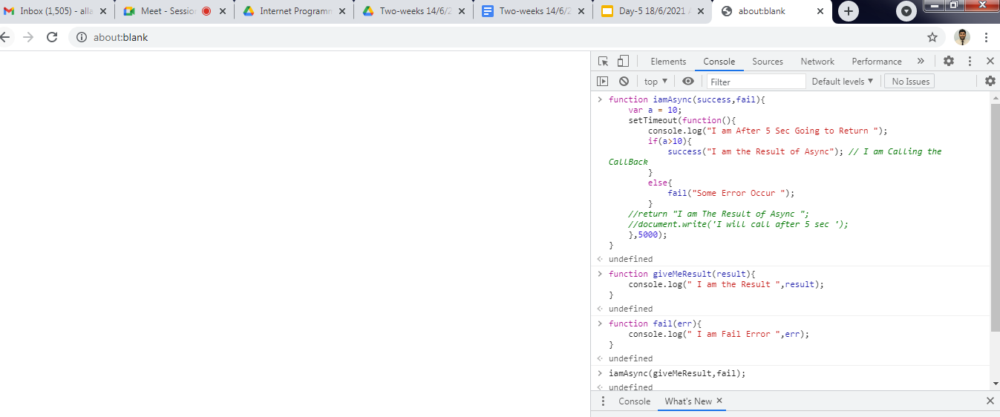 Inbox (1,505) - alla
Meet - Session
Internet Programm
Two-weeks 14/6/2
Two-weeks 14/6/2
Day-5 18/6/2021
about:blank
about:blank
Elements Console Sources Network Performance »
top ▼ Filter Default levels ▼ No Issues
function iamAsync(success,fail){
var a = 10;
setTimeout(function(){
console.log("I am After 5 Sec Going to Return ");
if(a>10){
success("I am the Result of Async"); // I am Calling the
CallBack
}
else{
fail("Some Error Occur ");
}
//return "I am The Result of Async ";
//document.write('I will call after 5 sec ');
},5000);
}
undefined
function giveMeResult(result){
console.log(" I am the Result ",result);
}
undefined
function fail(err){
console.log(" I am Fail Error ",err);
}
undefined
iamAsync(giveMeResult,fail);
undefined
Console What's New